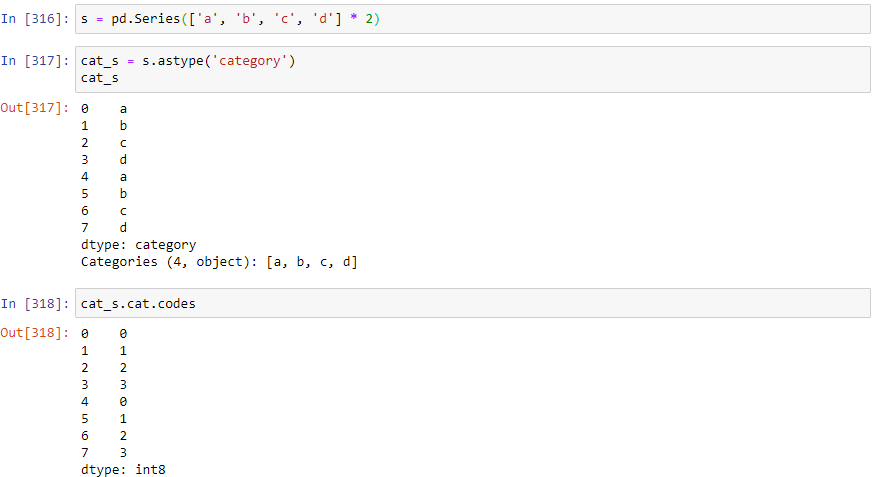 In [316]: s = pd.Series(['a', 'b', 'c', 'd'] * 2)
In [317]: cat_s = s.astype('category')
cat_s
Out[317]: 0    a
1    b
2    c
3    d
4    a
5    b
6    c
7    d
dtype: category
Categories (4, object): [a, b, c, d]
In [318]: cat_s.cat.codes
Out[318]: 0    0
1    1
2    2
3    3
4    0
5    1
6    2
7    3
dtype: int8